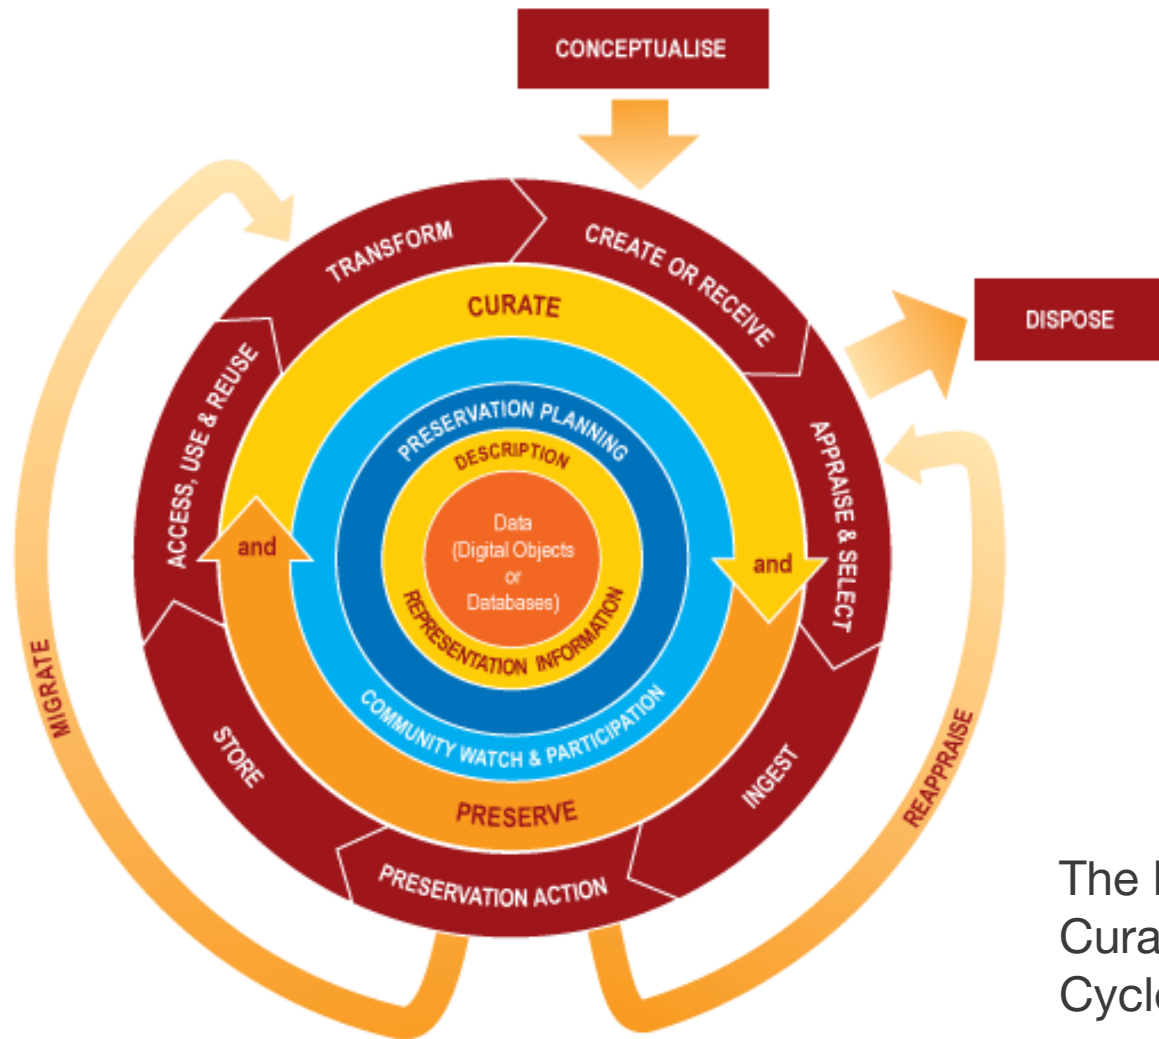 CONCEPTUALISE
TRANSFORM
CREATE OR RECEIVE
DISPOSE
CURATE
ACCESS, USE & REUSE
APPRAISE & SELECT
PRESERVATION PLANNING
DESCRIPTION
Data
(Digital Objects
or
Databases)
and
and
REPRESENTATION INFORMATION
COMMUNITY WATCH & PARTICIPATION
MIGRATE
STORE
INGEST
REAPPRAISE
PRESERVE
PRESERVATION ACTION
The
Cura
Cycl